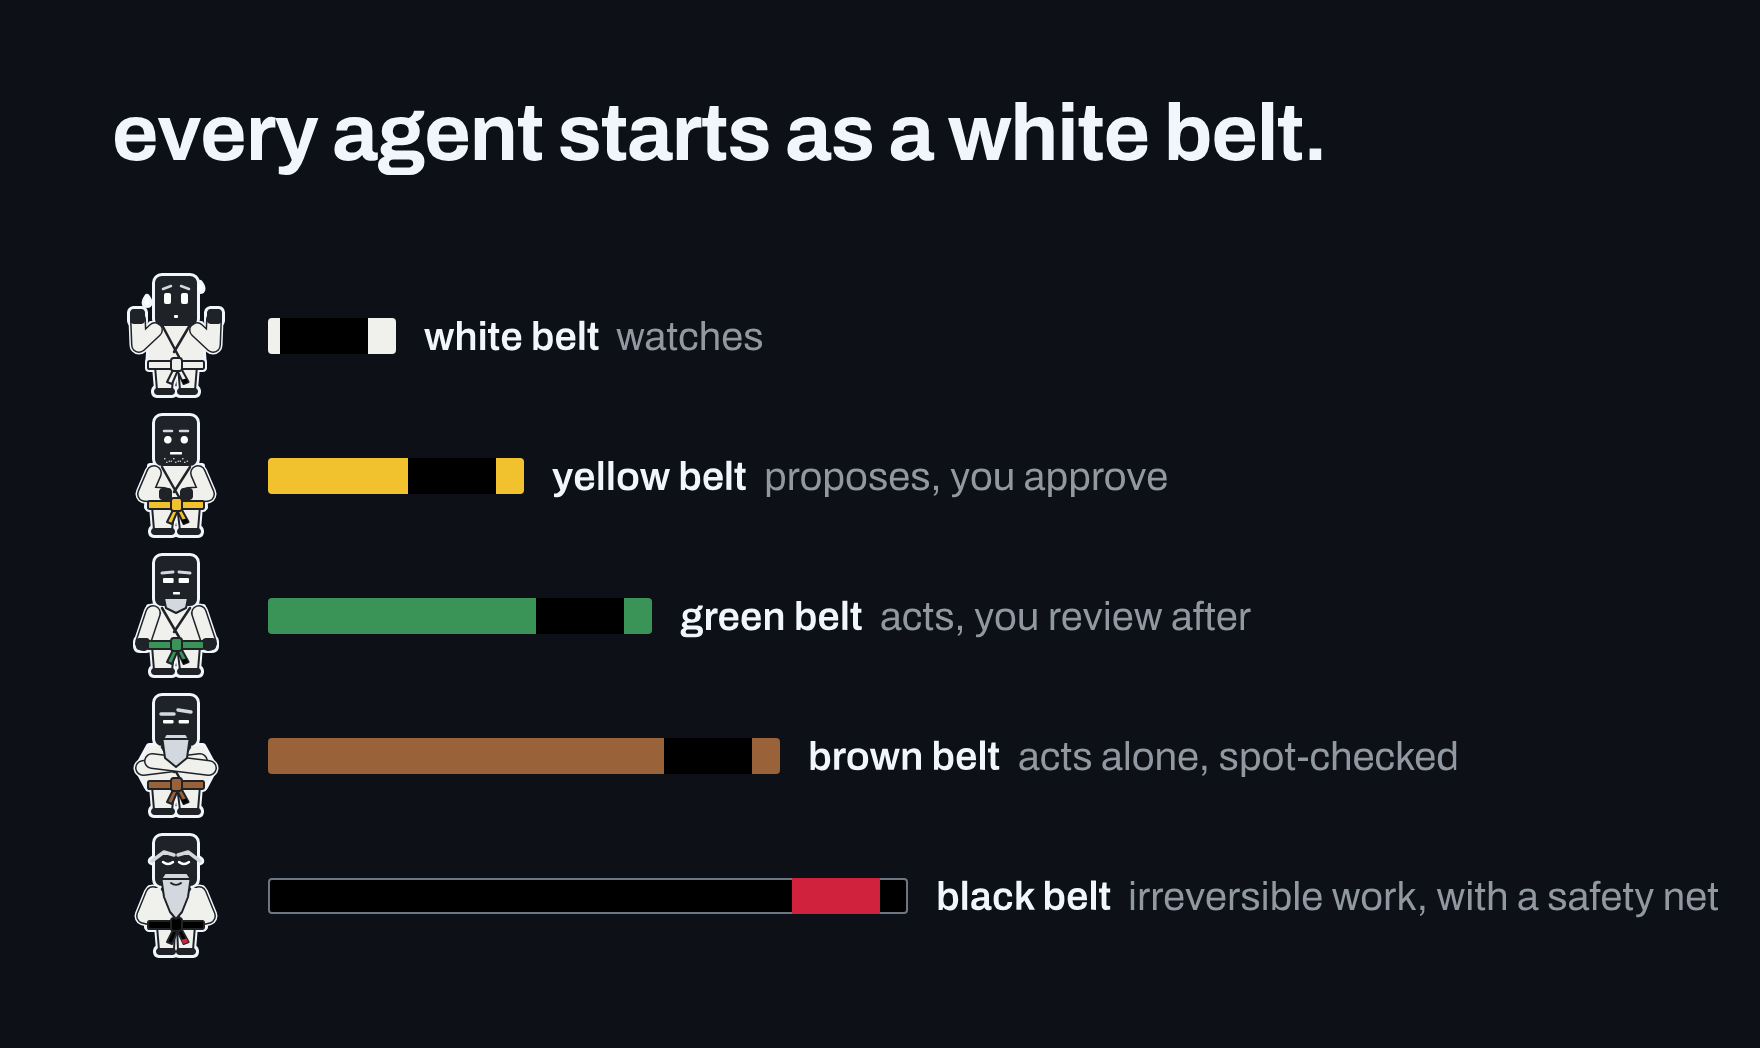 every agent starts as a white belt.
white belt watches
yellow belt proposes, you approve
green belt acts, you review after
brown belt acts alone, spot-checked
black belt irreversible work, with a safety net